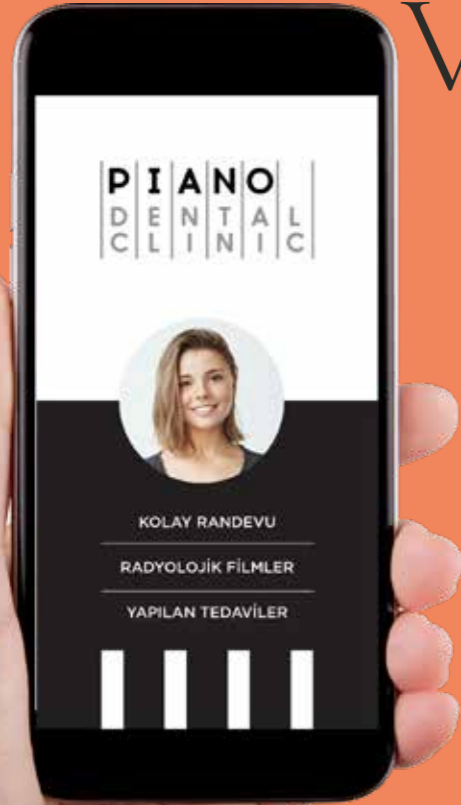 V
PIANO
DENTAL
CLINIC
KOLAY RANDEVU
RADYOLOJİK FİLMLER
YAPILAN TEDAVİLER